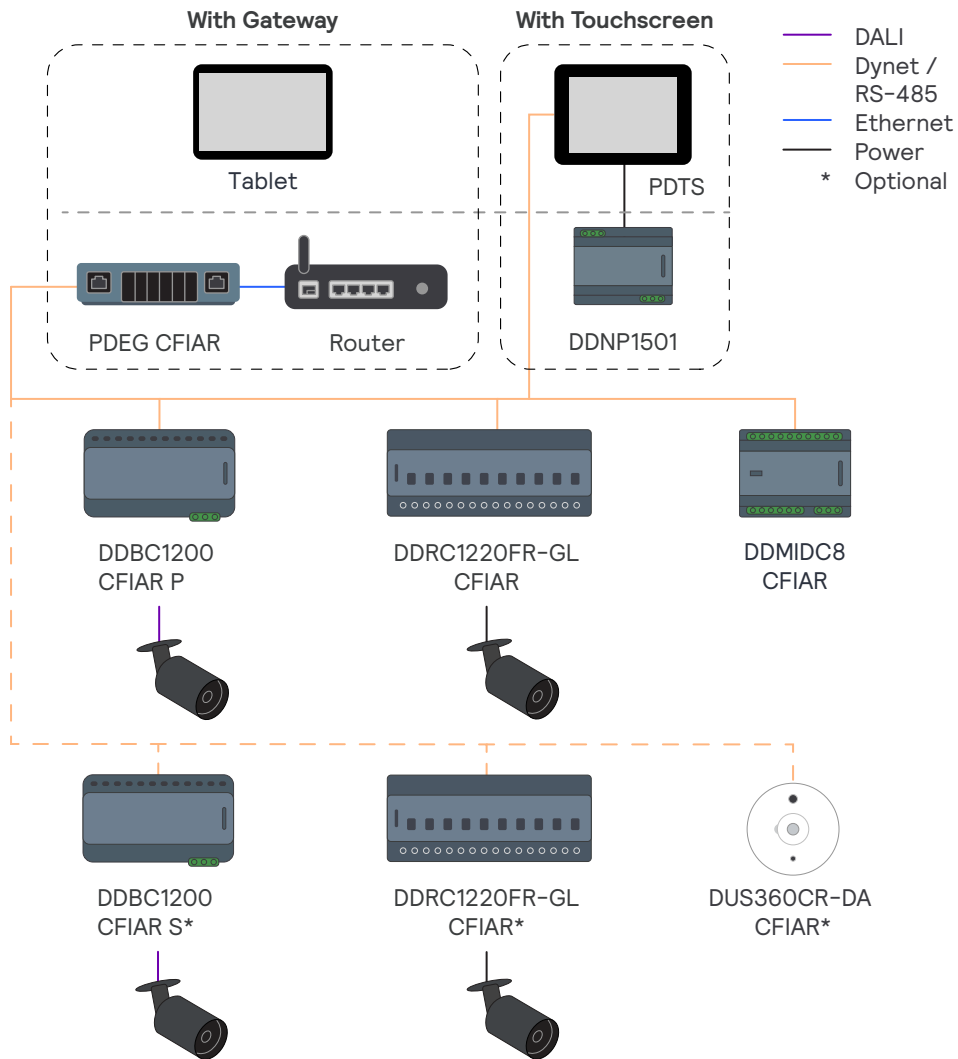 With Gateway
With Touchscreen
DALI
Dynet /
RS-485
Ethernet
Power
* Optional
Tablet
PDTS
PDEG CFIAR
Router
DDNP1501
DDBC1200
CFIAR P
DDRC1220FR-GL
CFIAR
DDMIDC8
CFIAR
DDBC1200
CFIAR S*
DDRC1220FR-GL
CFIAR*
DUS360CR-DA
CFIAR*